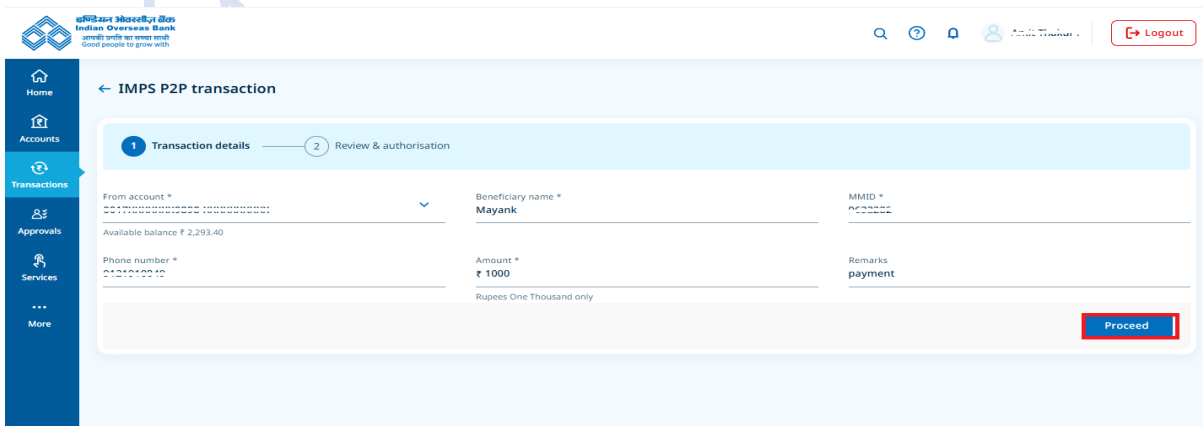 इण्डियन ओवरसीज़ बैंक
Indian Overseas Bank
आपकी प्रगति का सच्चा साथी
Good people to grow with
Logout
Home
Accounts
Transactions
Approvals
Services
More
← IMPS P2P transaction
1 Transaction details
2 Review & authorisation
From account *
Available balance ₹ 2,293.40
Beneficiary name *
Mayank
MMID *
Phone number *
Amount *
₹ 1000
Rupees One Thousand only
Remarks
payment
Proceed